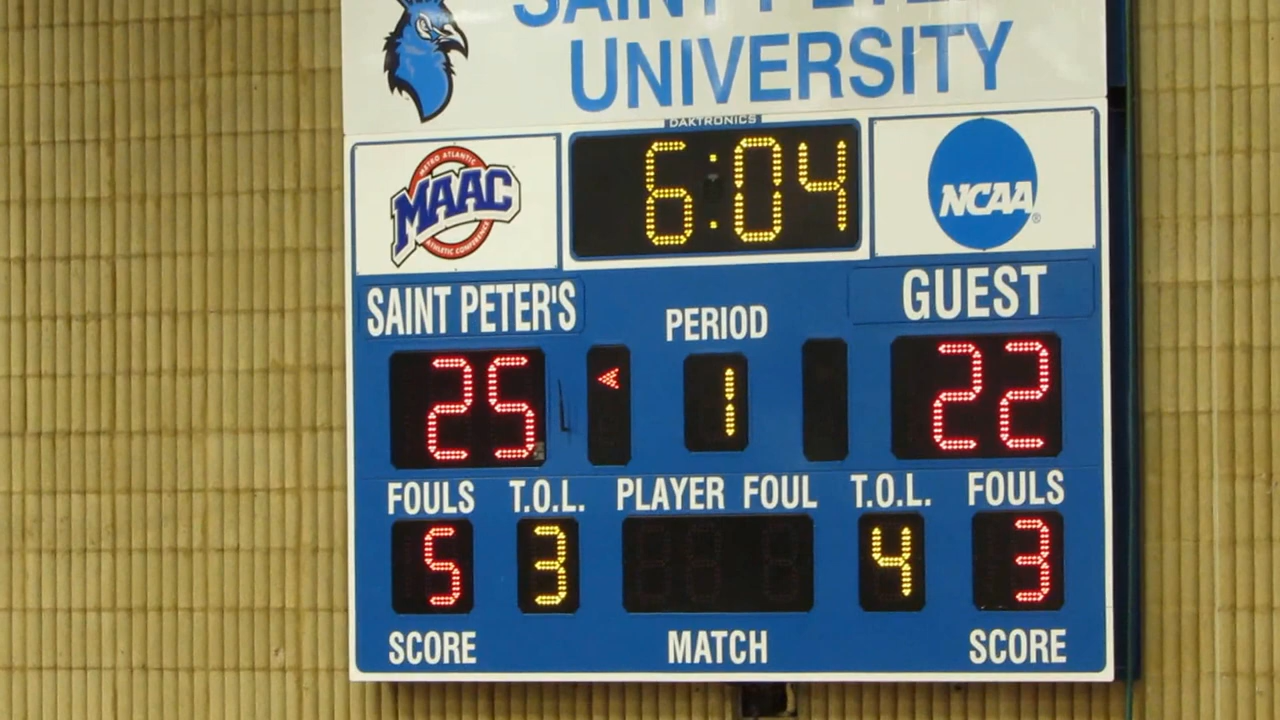 SAINT PETER
UNIVERSITY
DAKTRONICS
METRO ATLANTIC
MAAC
ATHLETIC CONFERENCE
6:04
NCAA®
SAINT PETER'S
PERIOD
GUEST
25
1
22
FOULS T.O.L. PLAYER FOUL T.O.L. FOULS
5 3 4 3
SCORE MATCH SCORE